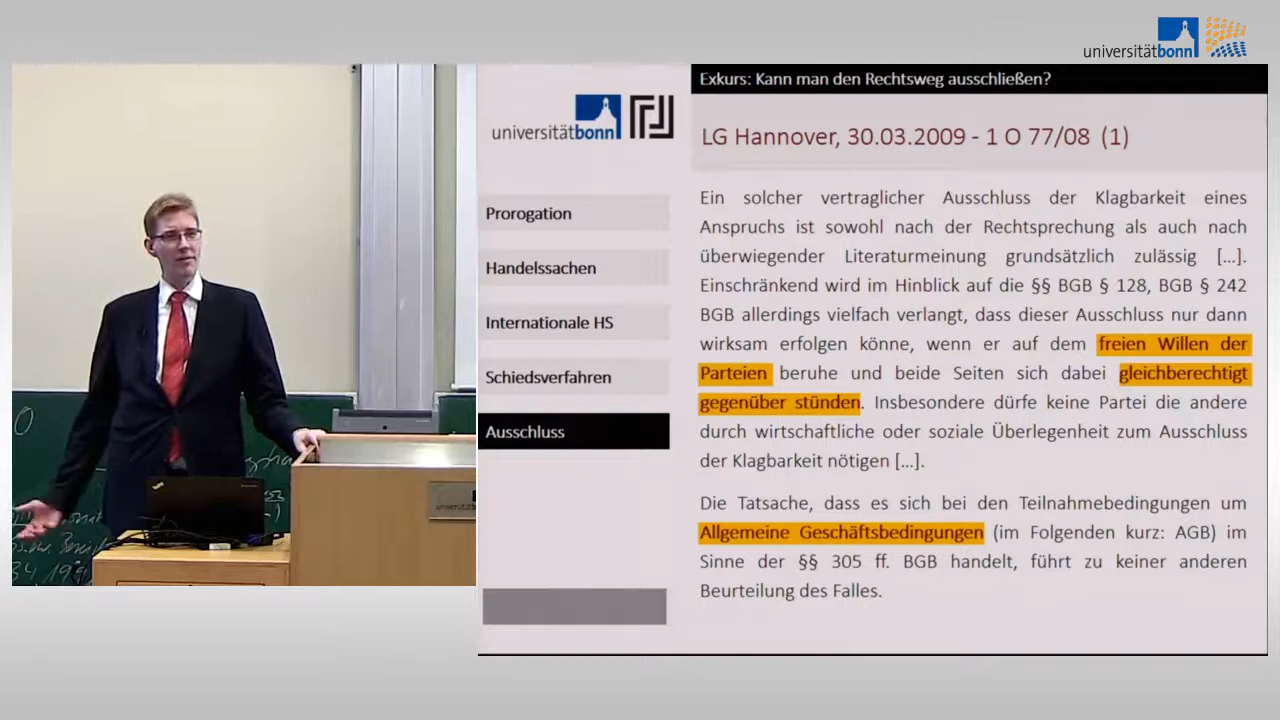 universitätbonn
Exkurs: Kann man den Rechtsweg ausschließen?
universitätbonn
LG Hannover, 30.03.2009 - 1 O 77/08 (1)
Prorogation
Handelssachen
Internationale HS
Schiedsverfahren
Ausschluss
Ein solcher vertraglicher Ausschluss der Klagbarkeit eines
Anspruchs ist sowohl nach der Rechtsprechung als auch nach
überwiegender Literaturmeinung grundsätzlich zulässig […].
Einschränkend wird im Hinblick auf die §§ BGB § 128, BGB § 242
BGB allerdings vielfach verlangt, dass dieser Ausschluss nur dann
wirksam erfolgen könne, wenn er auf dem freien Willen der
Parteien beruhe und beide Seiten sich dabei gleichberechtigt
gegenüber stünden. Insbesondere dürfe keine Partei die andere
durch wirtschaftliche oder soziale Überlegenheit zum Ausschluss
der Klagbarkeit nötigen […].
Die Tatsache, dass es sich bei den Teilnahmebedingungen um
Allgemeine Geschäftsbedingungen (im Folgenden kurz: AGB) im
Sinne der §§ 305 ff. BGB handelt, führt zu keiner anderen
Beurteilung des Falles.